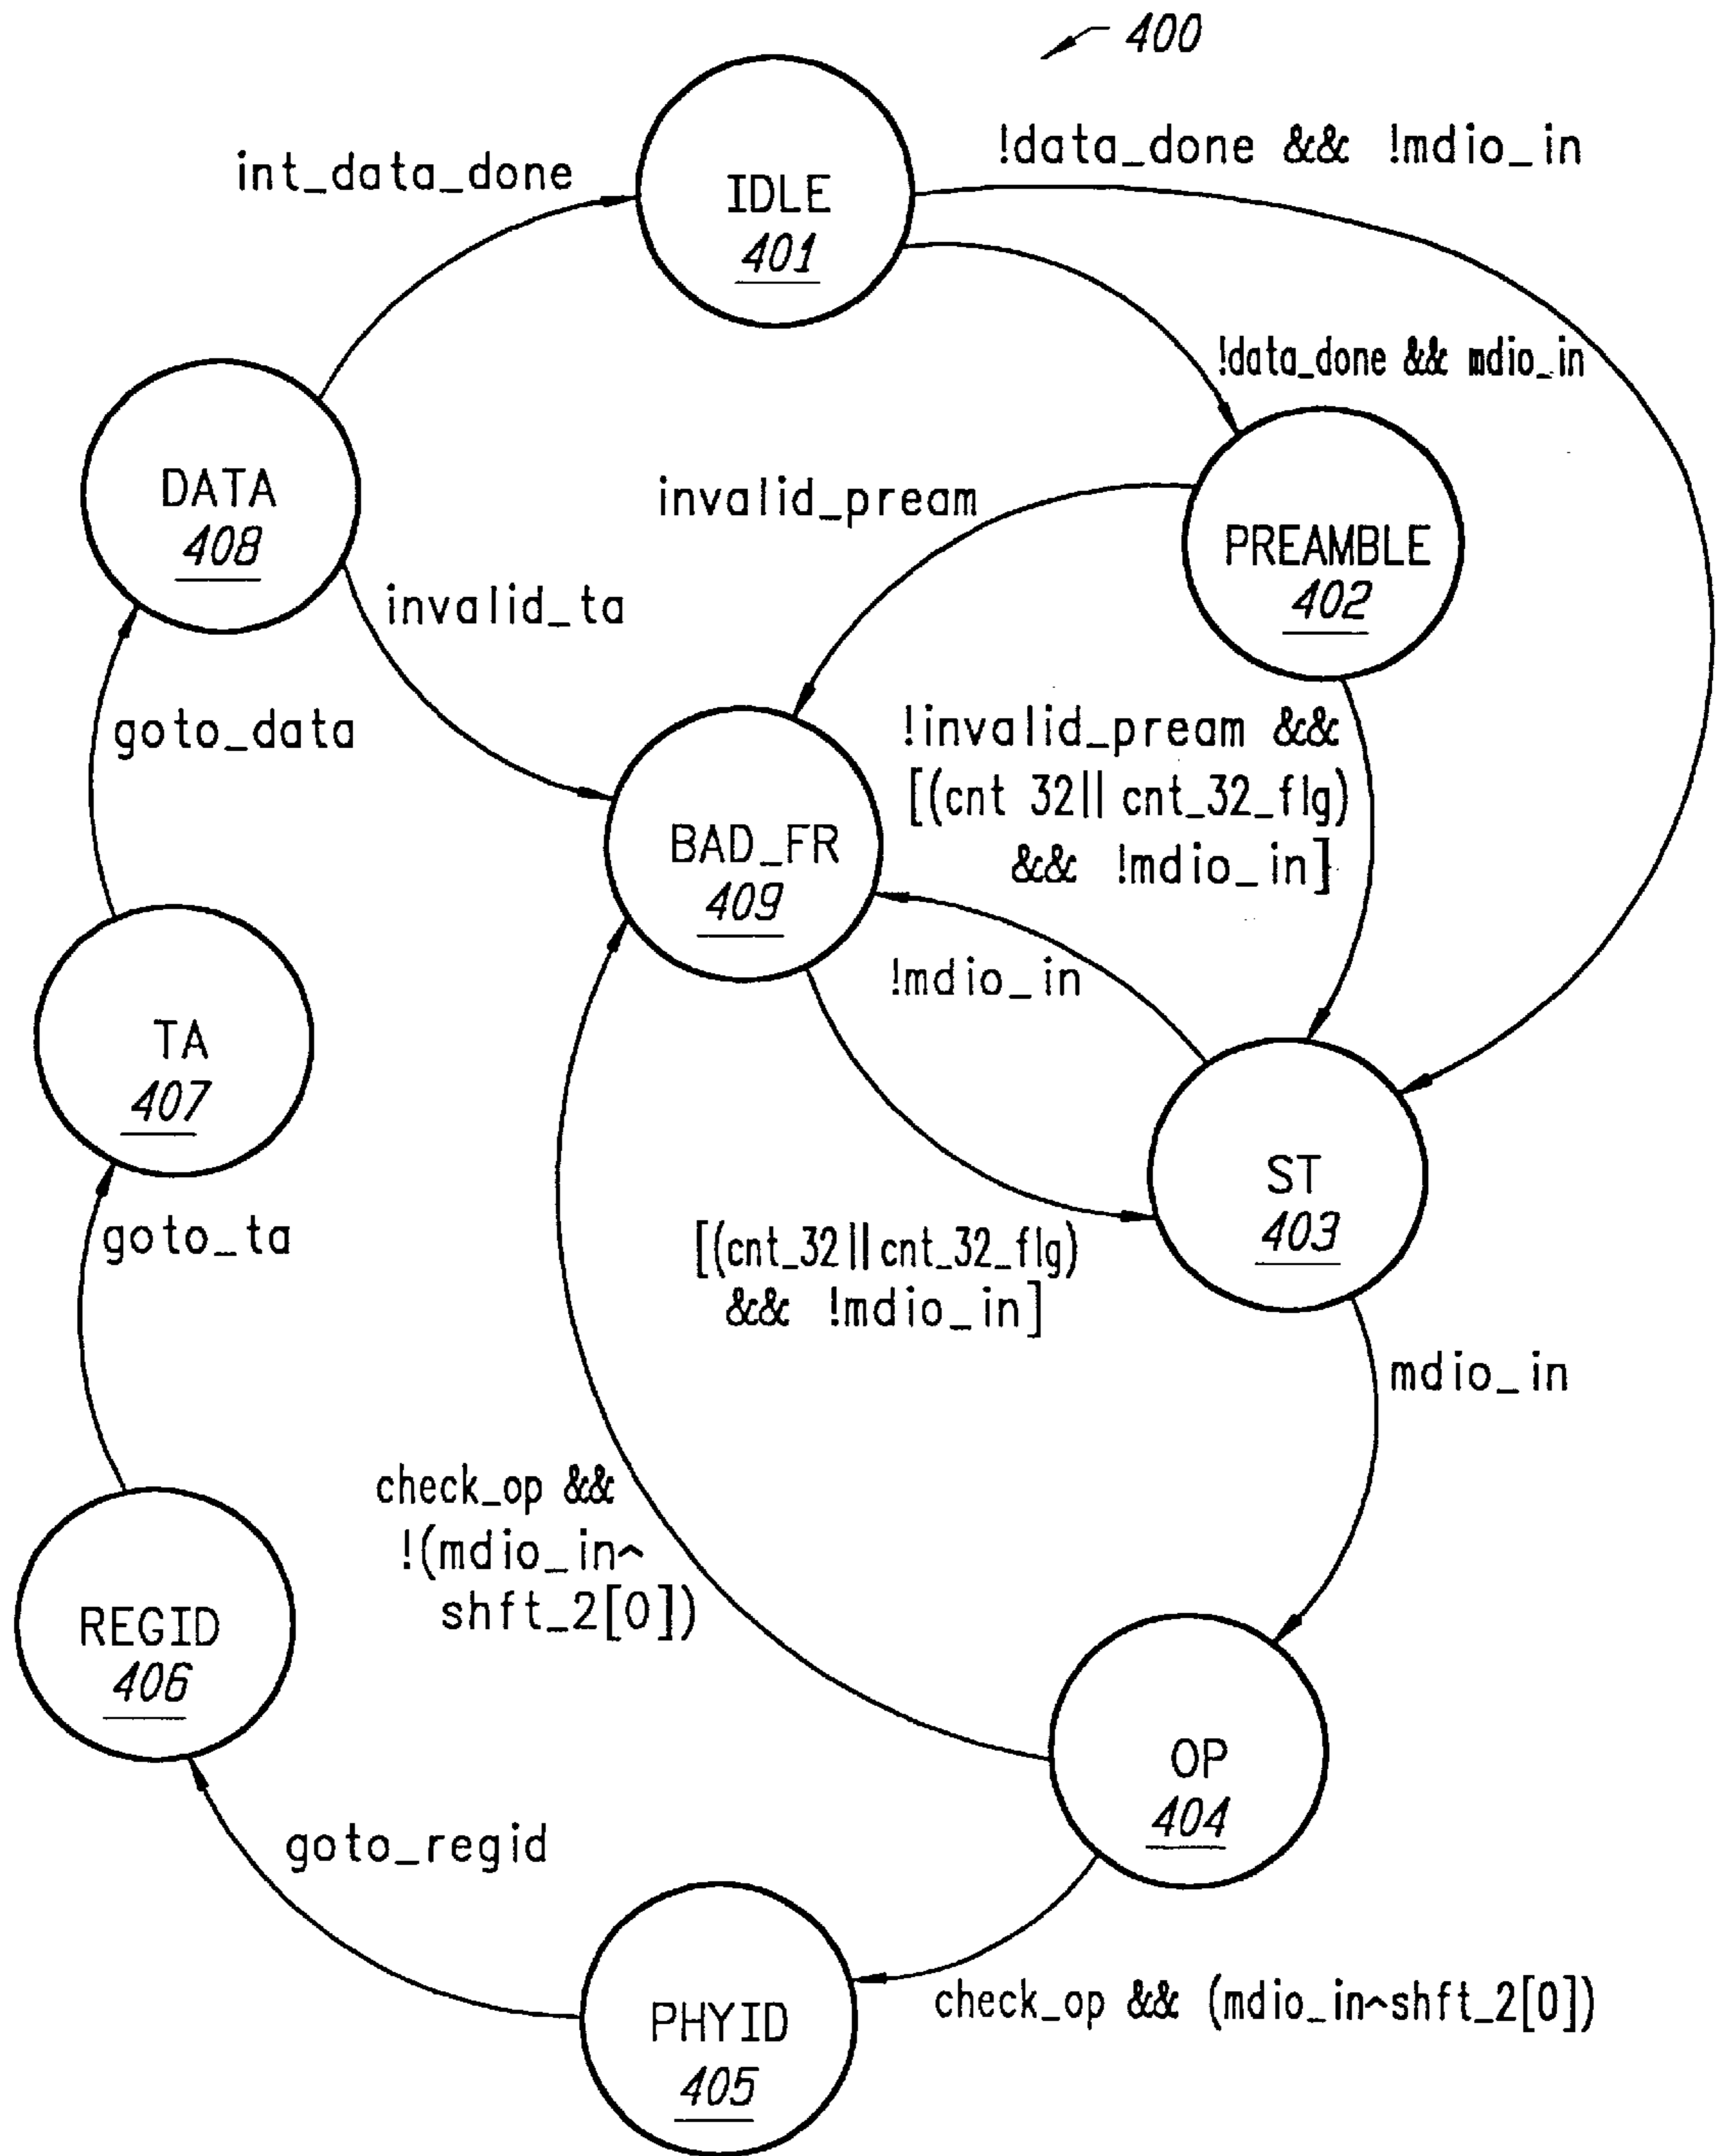 400
IDLE
401
int_data_done
!data_done && !mdio_in
!data_done && mdio_in
DATA
408
invalid_pream
PREAMBLE
402
invalid_ta
goto_data
!invalid_pream &&
[(cnt 32|| cnt_32_flg)
&& !mdio_in]
BAD_FR
409
!mdio_in
TA
407
ST
403
goto_ta
[(cnt_32||cnt_32_flg)
&& !mdio_in]
mdio_in
check_op &&
!(mdio_in^
shft_2[0])
REGID
406
OP
404
goto_regid
check_op && (mdio_in^shft_2[0])
PHYID
405